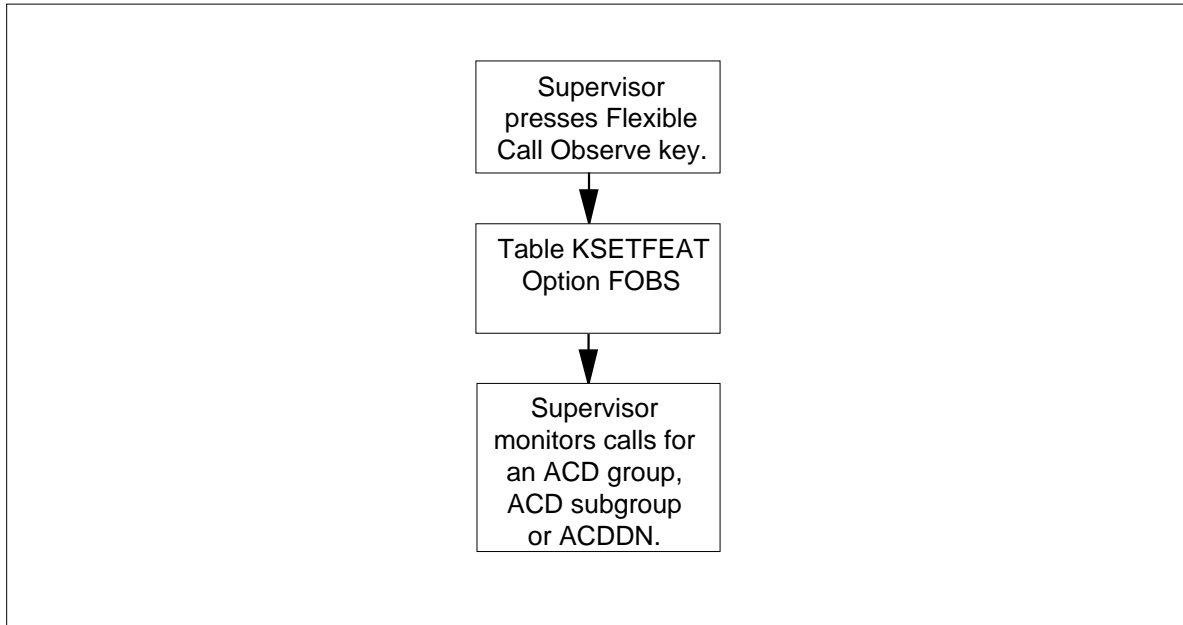 Supervisor
presses Flexible
Call Observe key.
Table KSETFEAT
Option FOBS
Supervisor
monitors calls for
an ACD group,
ACD subgroup
or ACDDN.